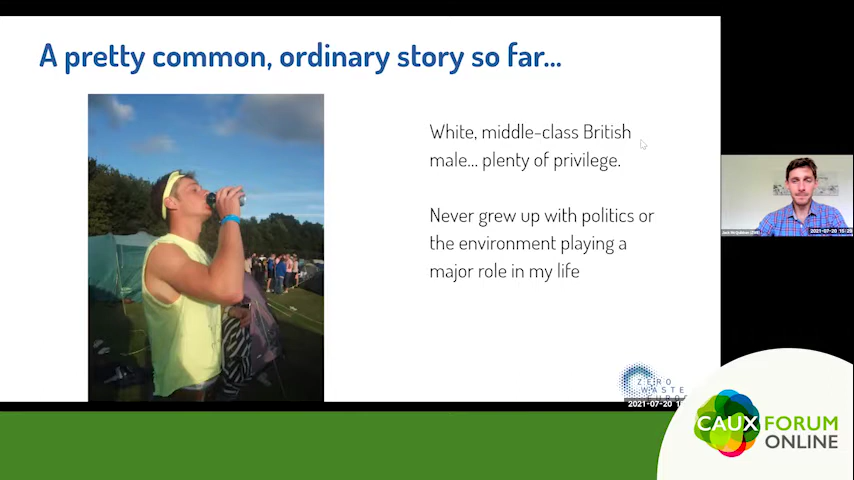 A pretty common, ordinary story so far...
White, middle-class British
male... plenty of privilege.
Never grew up with politics or
the environment playing a
major role in my life
ZERO
WASTE
2021-07-20
CAUX FORUM
ONLINE